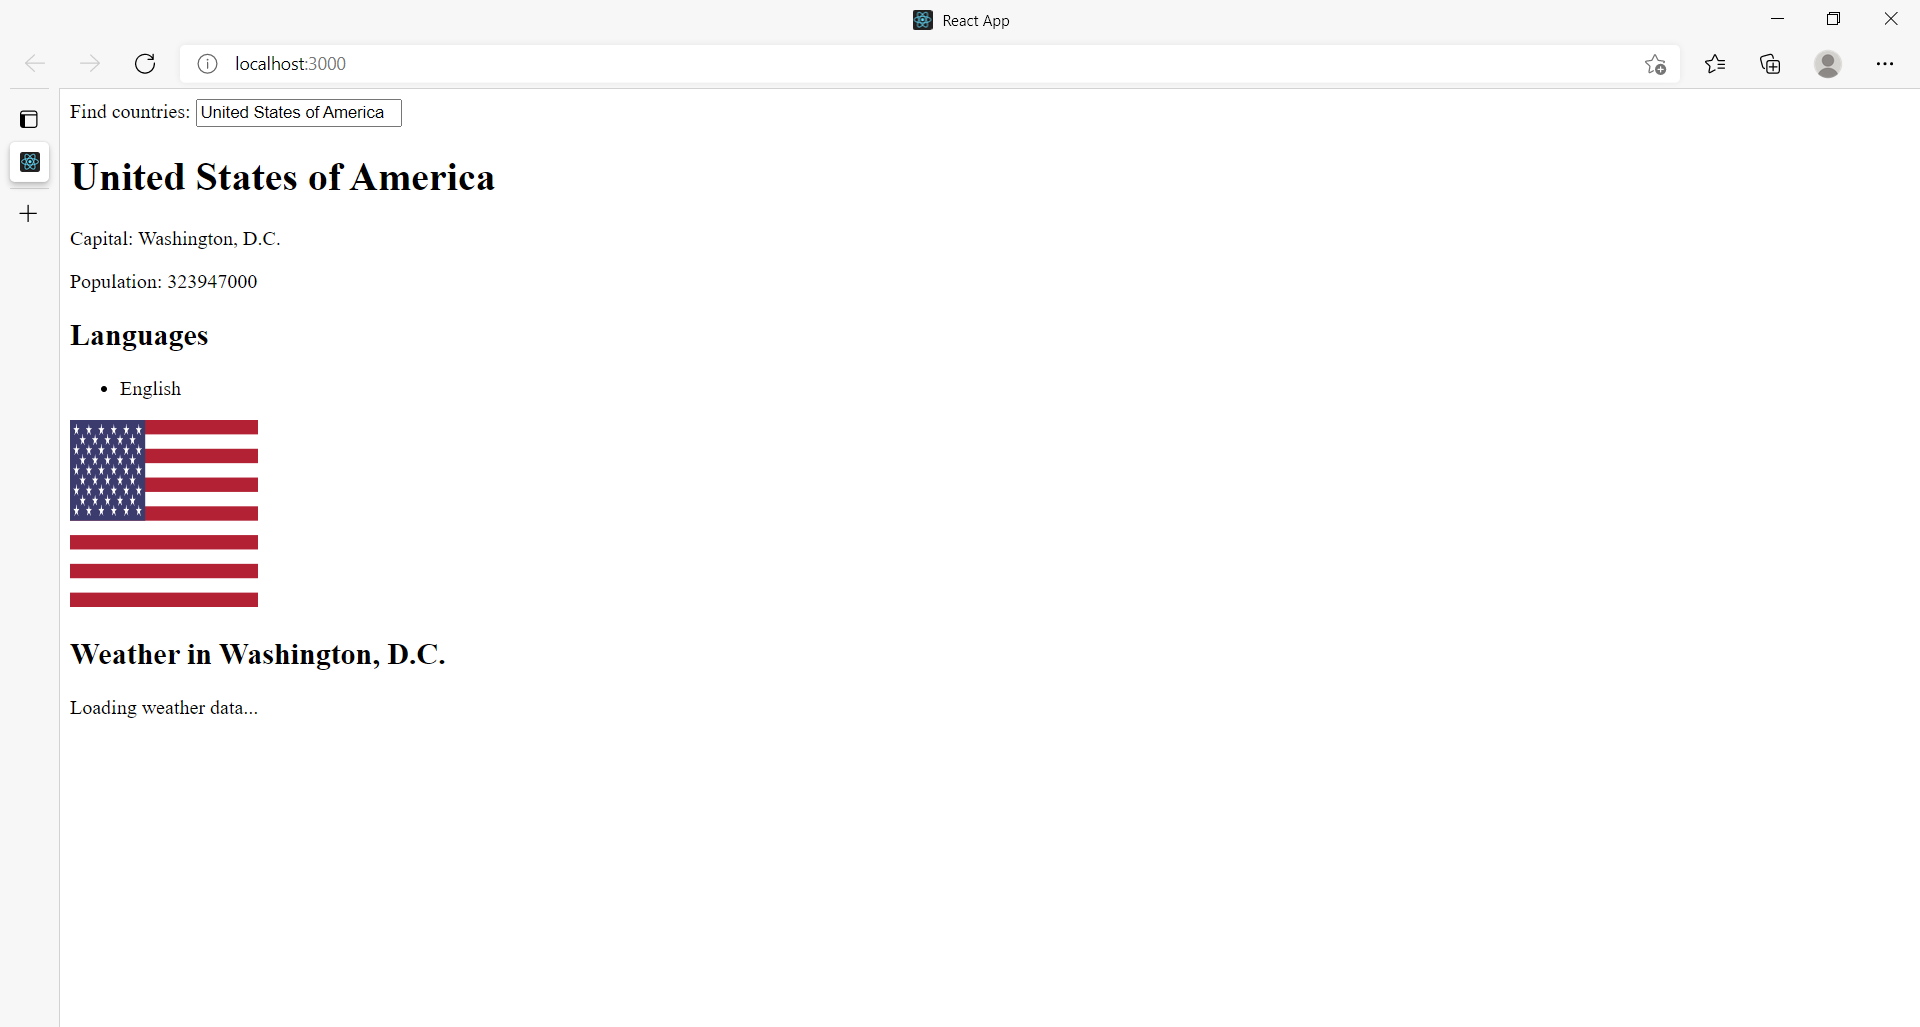 React App
localhost:3000
Find countries: United States of America
United States of America
Capital: Washington, D.C.
Population: 323947000
Languages
• English
Weather in Washington, D.C.
Loading weather data...